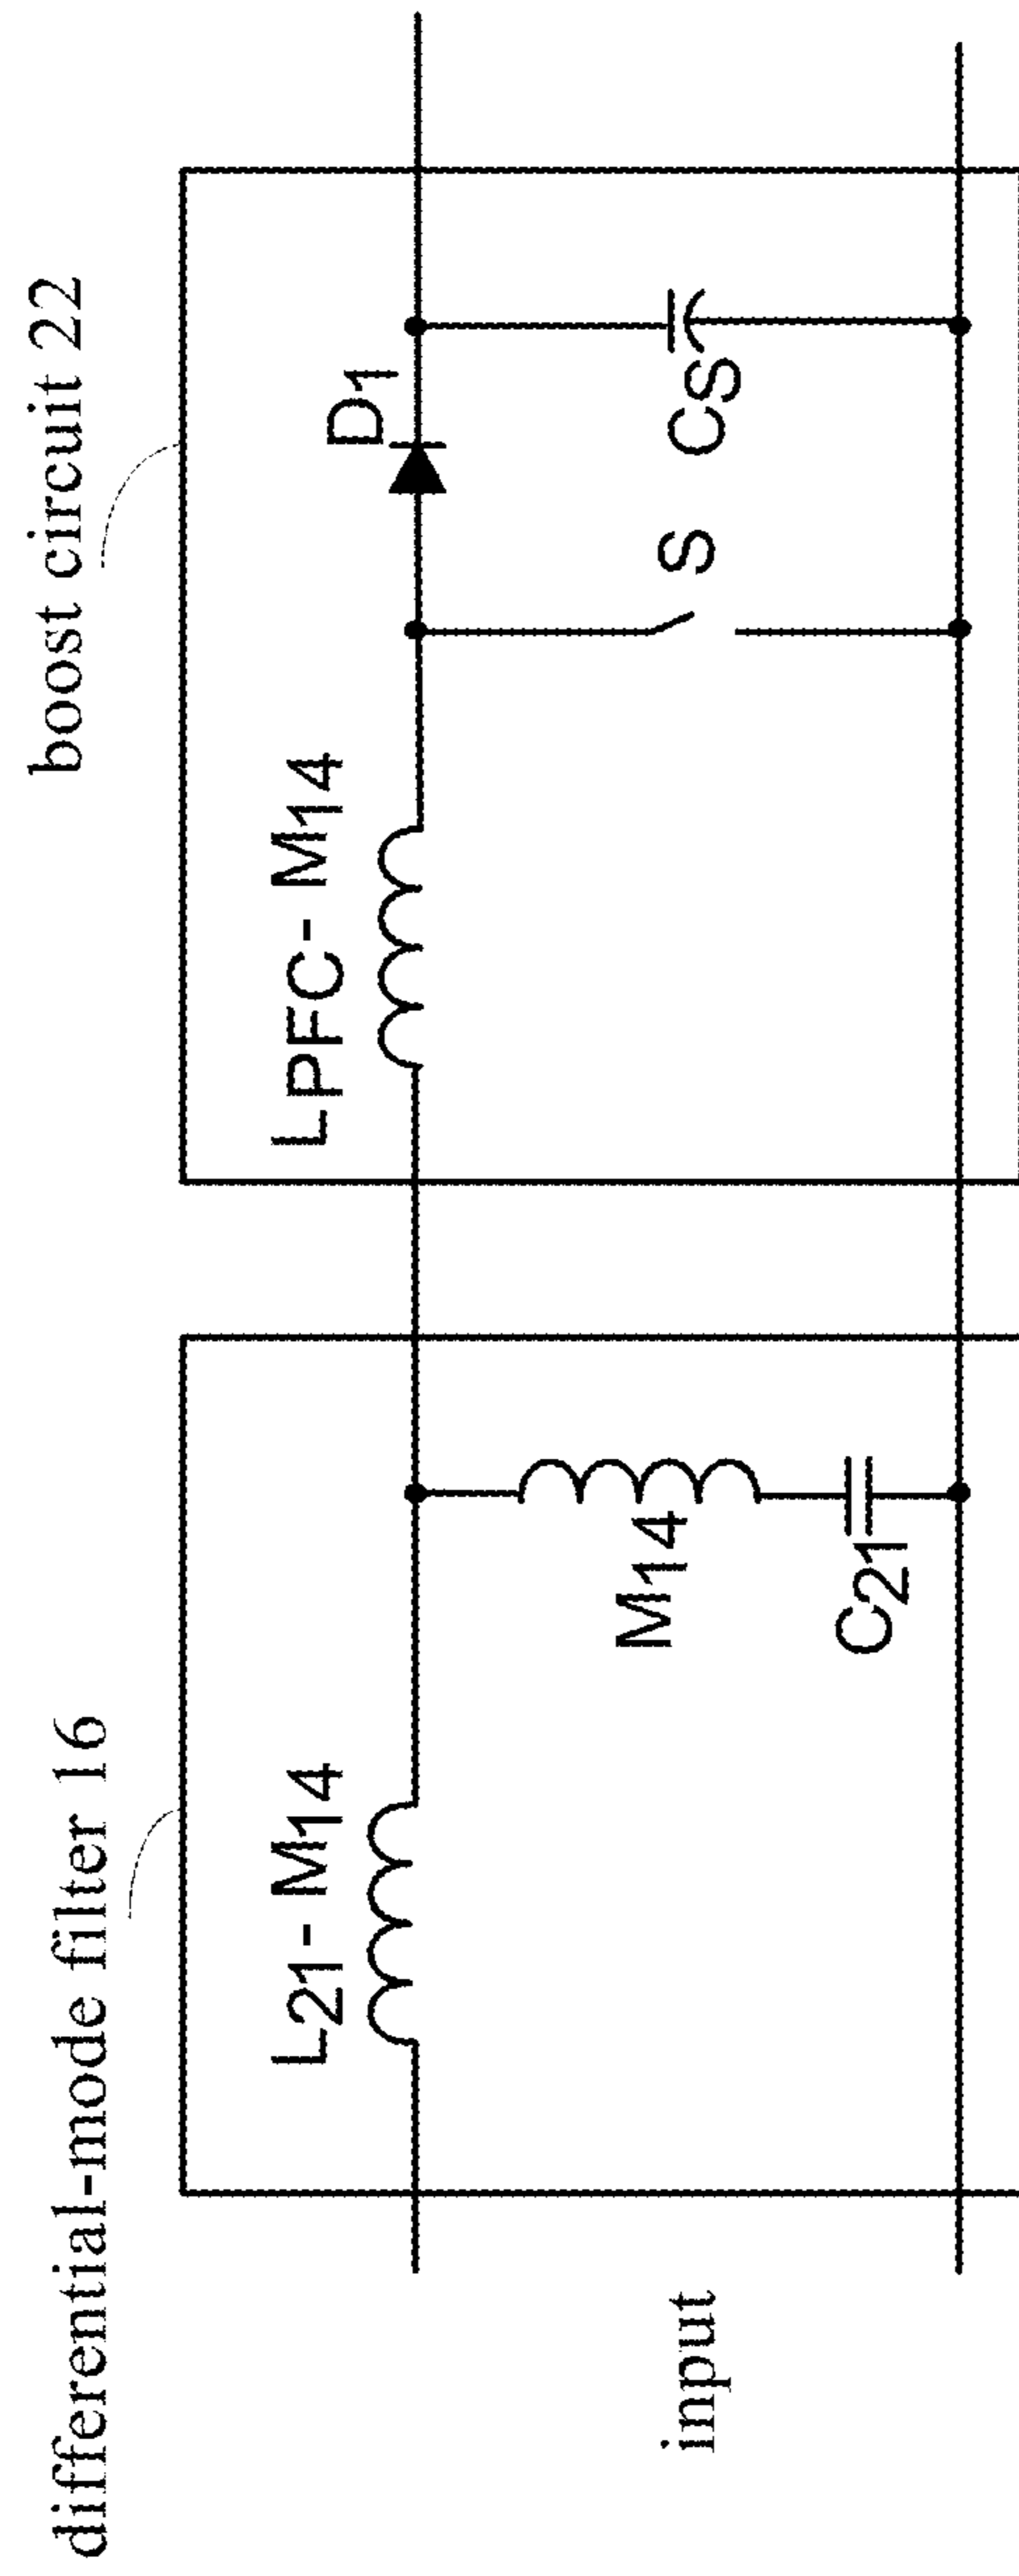 differential-mode filter 16
boost circuit 22
L21- M14
LPFC- M14
D1
M14
C21
S
CS
input